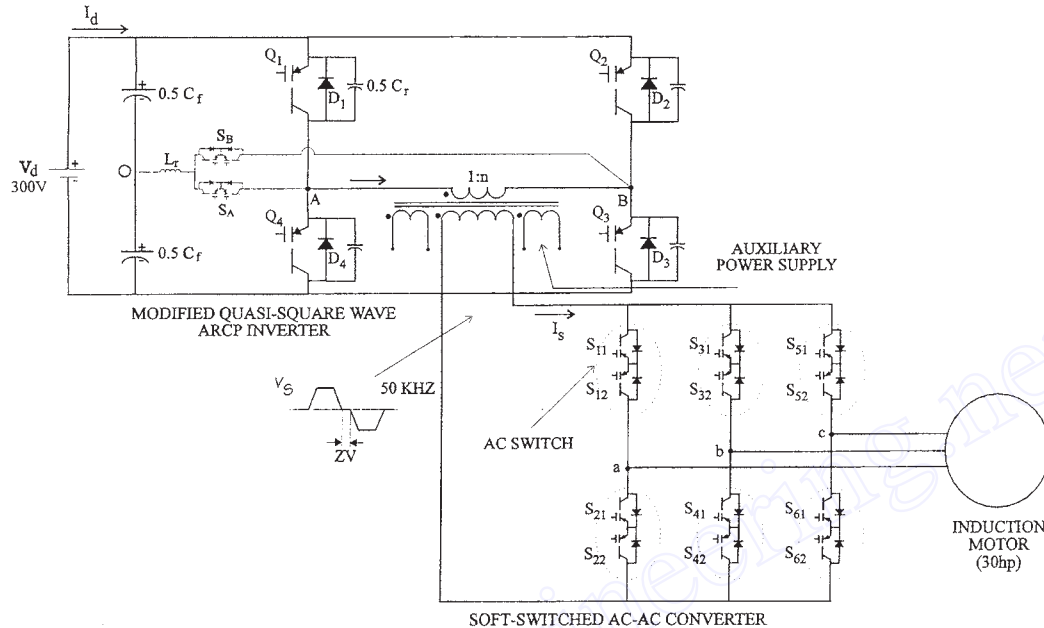 I_d
Q_1
Q_2
0.5 C_f
D_1
0.5 C_r
D_2
S_B
V_d
300V
O
L_r
S_A
A
1:n
B
Q_4
Q_3
0.5 C_f
D_4
D_3
AUXILIARY
POWER SUPPLY
MODIFIED QUASI-SQUARE WAVE
ARCP INVERTER
I_s
V_S
50 KHZ
ZV
S_11
S_31
S_51
S_12
S_32
S_52
AC SWITCH
c
b
a
S_21
S_41
S_61
S_22
S_42
S_62
INDUCTION
MOTOR
(30hp)
SOFT-SWITCHED AC-AC CONVERTER
ineering.ne